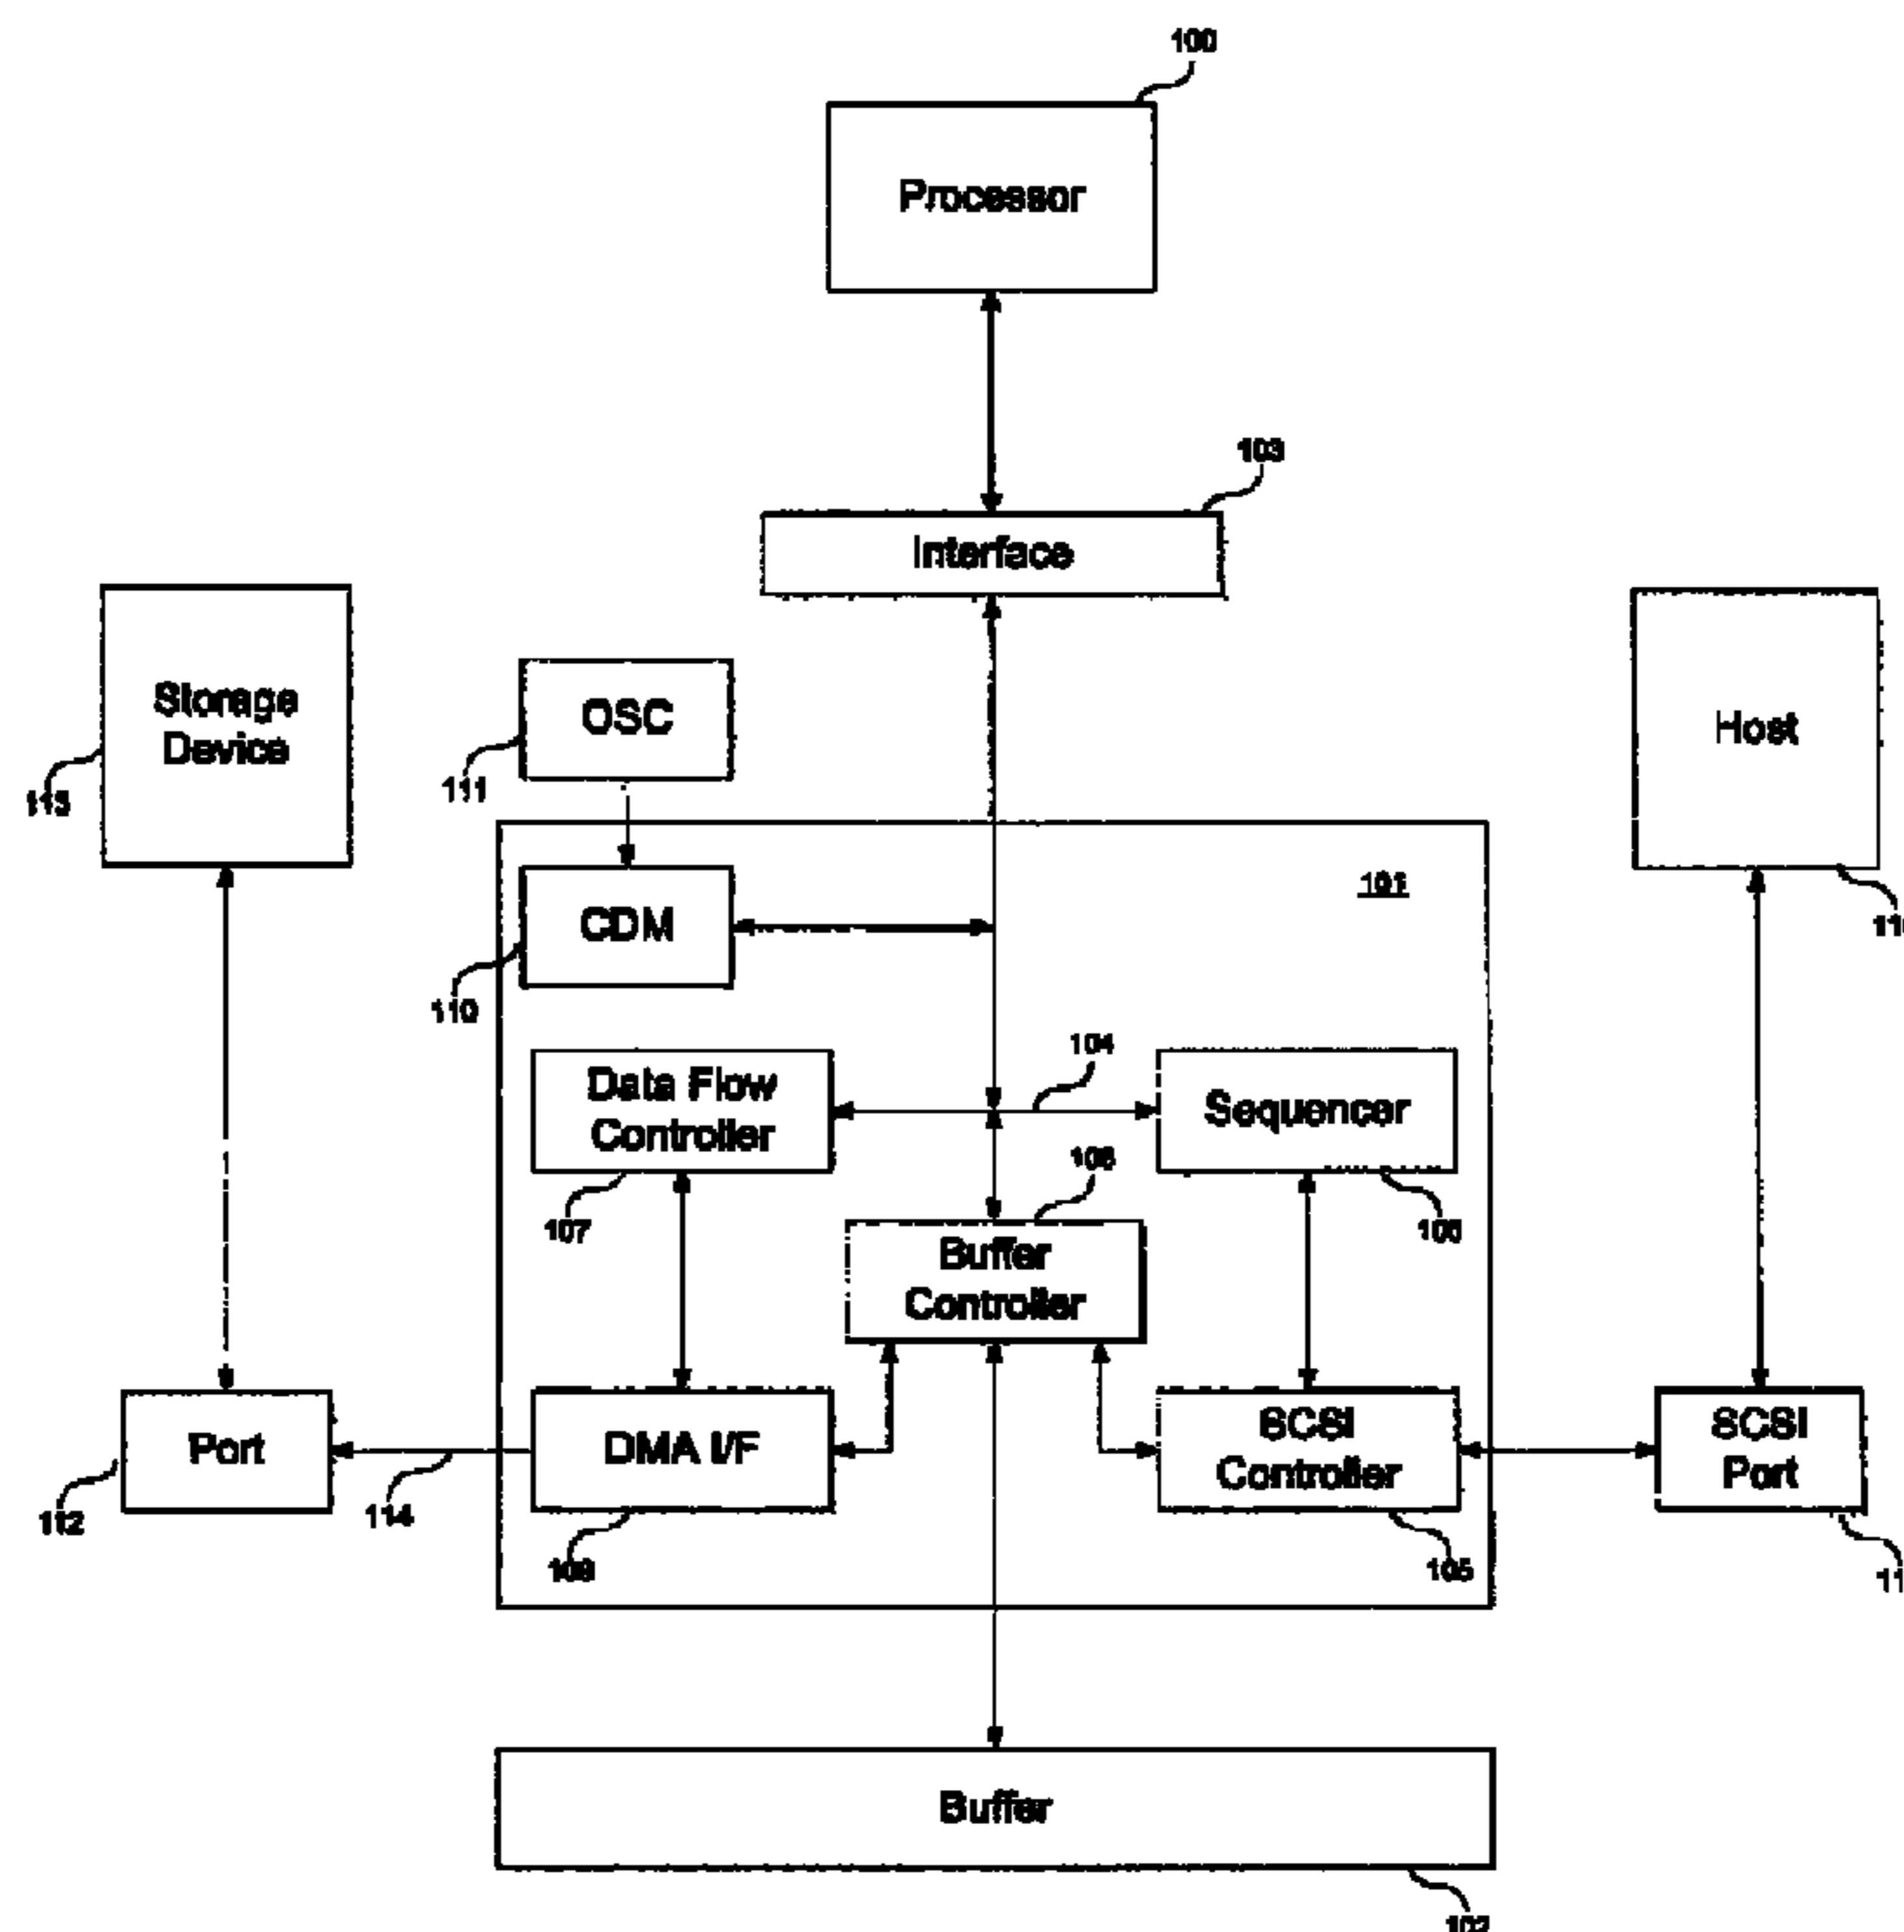 100
Processor
103
Interface
Storage
Device
113
OSC
111
Host
101
CDM
110
104
Data Flow
Controller
Sequencer
107
Buffer
Controller
DMA I/F
SCSI
Controller
Port
SCSI
Port
112
114
105
Buffer
102